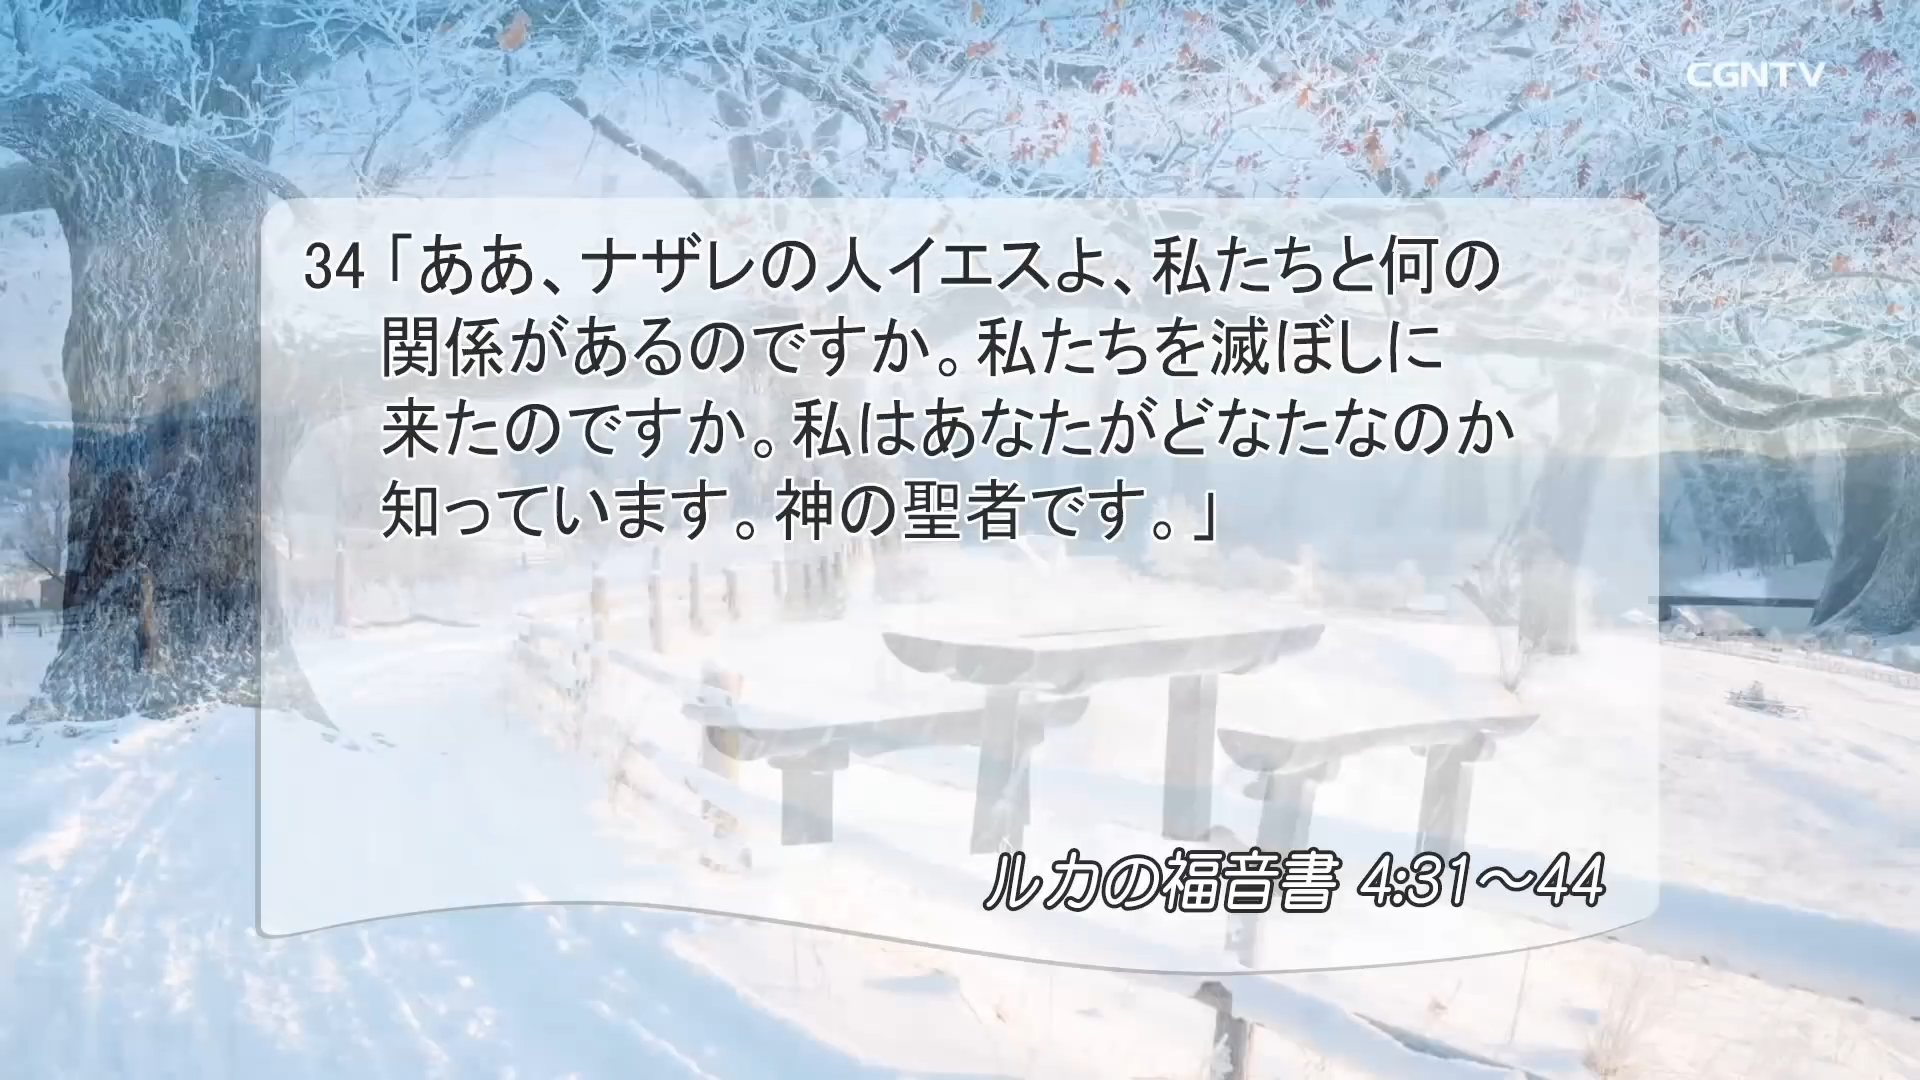 CGNTV
34「ああ、ナザレの人イエスよ、私たちと何の
関係があるのですか。私たちを滅ぼしに
来たのですか。私はあなたがどなたなのか
知っています。神の聖者です。」
ルカの福音書 4:31～44